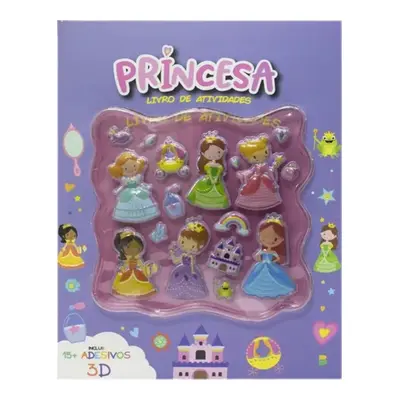 PRINCESA
LIVRO DE ATIVIDADES
LIVRO DE ATIVIDADES
INCLUI:
15+ ADESIVOS
3D